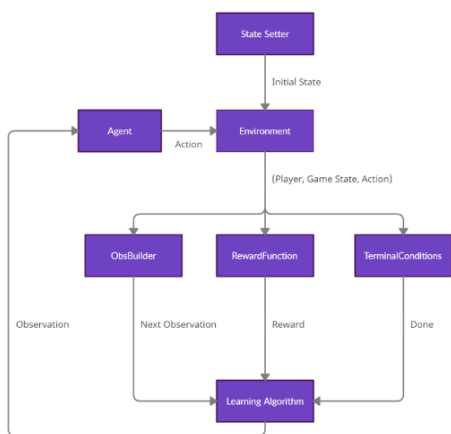 State Setter
Initial State
Agent
Action
Environment
(Player, Game State, Action)
ObsBuilder
RewardFunction
TerminalConditions
Observation
Next Observation
Reward
Done
Learning Algorithm